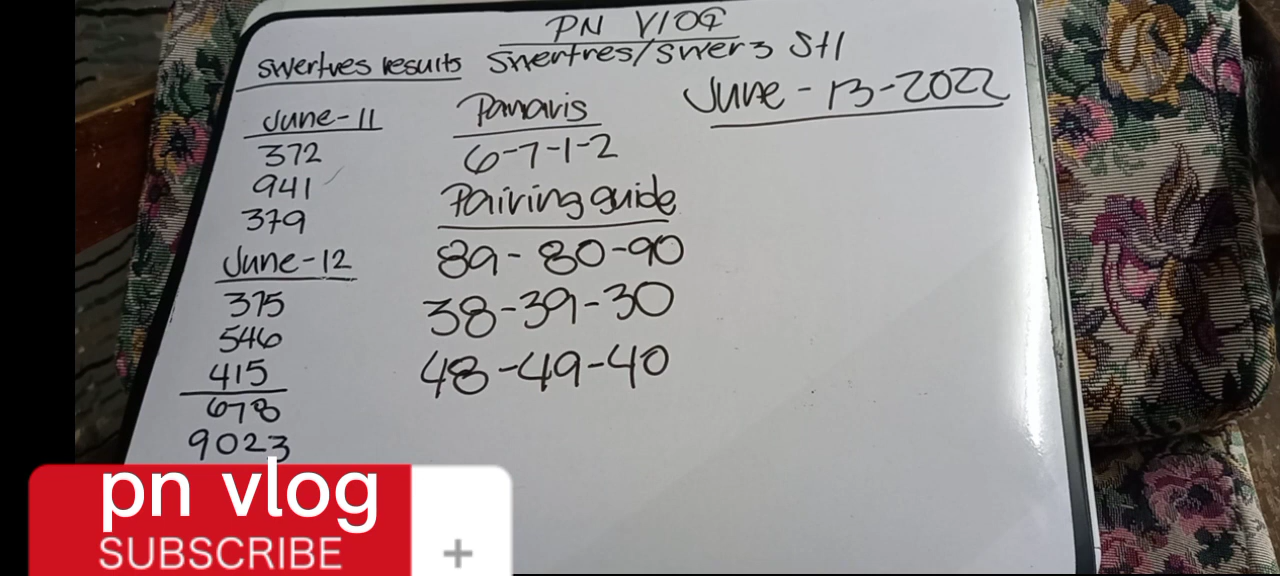 PN VLOG
swertres results swertres/swer3 Stl
June-13-2022
June-11
372
941
379
June-12
375
546
415
678
9023
Pamaris
6-7-1-2
Pairing guide
89-80-90
38-39-30
48-49-40
pn vlog
SUBSCRIBE +